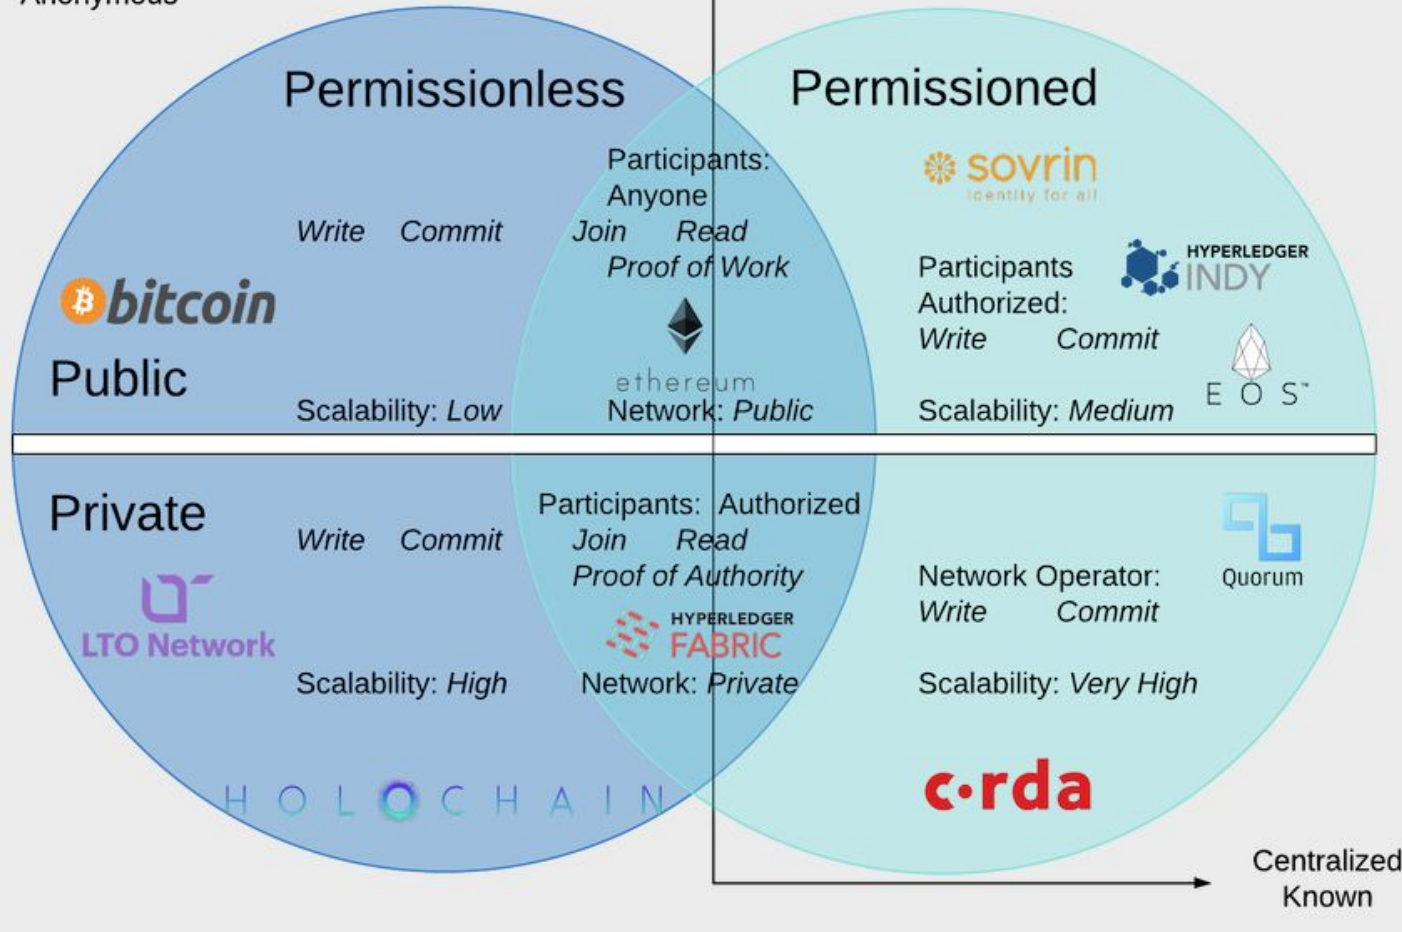 Anonymous
Permissionless
Permissioned
Participants:
Anyone
Write Commit
Join Read
Proof of Work
bitcoin
Public
Scalability: Low
ethereum
Network: Public
sovrin
identity for all
HYPERLEDGER
INDY
Participants
Authorized:
Write Commit
EOS™
Scalability: Medium
Private
Write Commit
LTO Network
Scalability: High
HOLOCHAIN
Participants: Authorized
Join Read
Proof of Authority
HYPERLEDGER
FABRIC
Network: Private
Quorum
Network Operator:
Write Commit
Scalability: Very High
c·rda
Centralized
Known